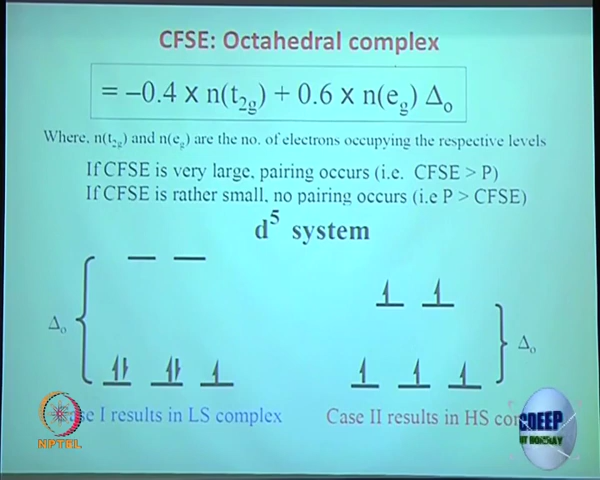 CFSE: Octahedral complex
= –0.4 x n(t₂g) + 0.6 x n(eg) Δₒ
Where, n(t₂g) and n(eg) are the no. of electrons occupying the respective levels
If CFSE is very large, pairing occurs (i.e. CFSE > P)
If CFSE is rather small, no pairing occurs (i.e P > CFSE)
d⁵ system
Δₒ
Δₒ
I results in LS complex
Case II results in HS
NPTEL
CDEEP
IIT BOMBAY